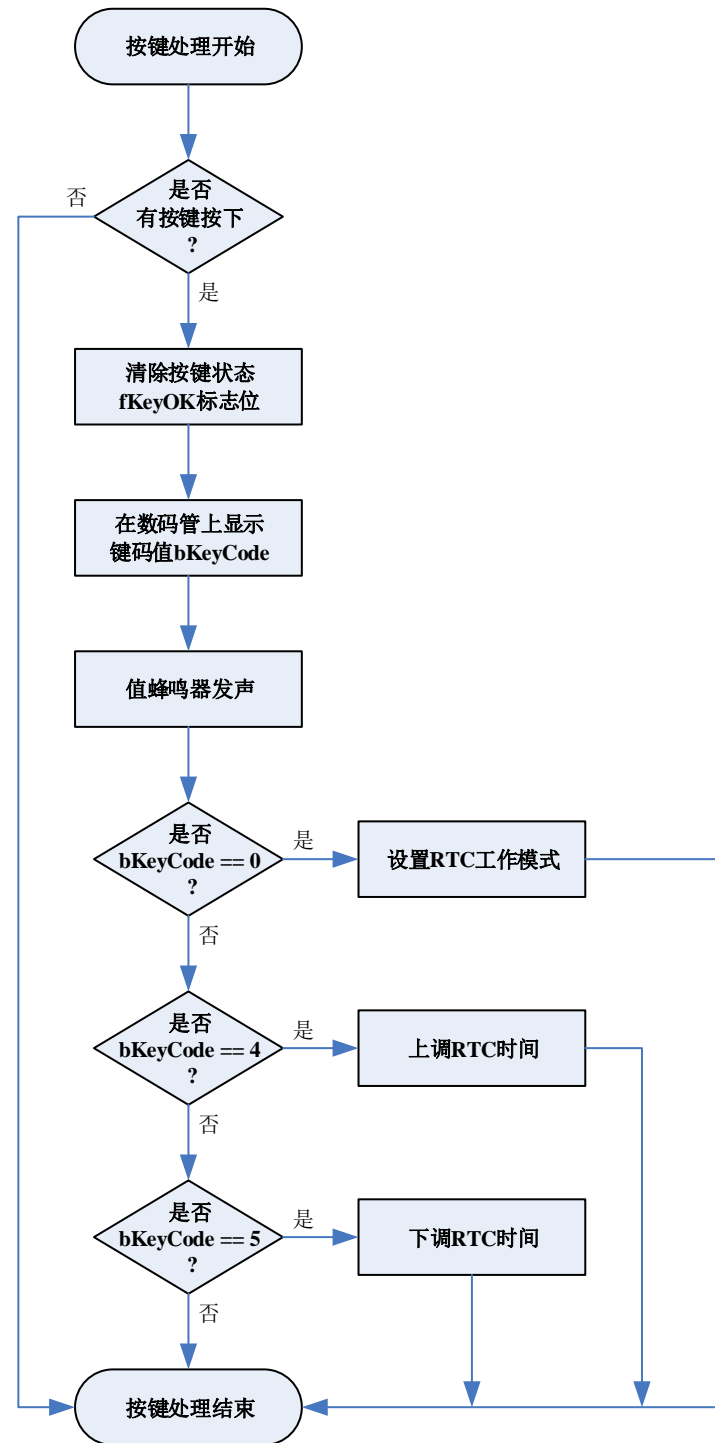 按键处理开始
否
是否
有按键按下
?
是
清除按键状态
fKeyOK标志位
在数码管上显示
键码值bKeyCode
值蜂鸣器发声
是否
bKeyCode == 0
?
是
设置RTC工作模式
否
是否
bKeyCode == 4
?
是
上调RTC时间
否
是否
bKeyCode == 5
?
是
下调RTC时间
否
按键处理结束